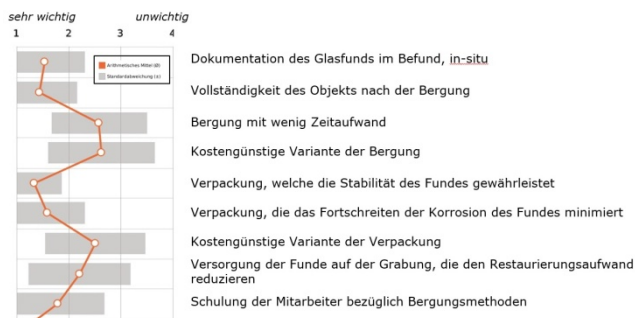 sehr wichtig unwichtig
1 2 3 4
Arithmetisches Mittel (Ø)
Standardabweichung (±)
Dokumentation des Glasfunds im Befund, in-situ
Vollständigkeit des Objekts nach der Bergung
Bergung mit wenig Zeitaufwand
Kostengünstige Variante der Bergung
Verpackung, welche die Stabilität des Fundes gewährleistet
Verpackung, die das Fortschreiten der Korrosion des Fundes minimiert
Kostengünstige Variante der Verpackung
Versorgung der Funde auf der Grabung, die den Restaurierungsaufwand
reduzieren
Schulung der Mitarbeiter bezüglich Bergungsmethoden